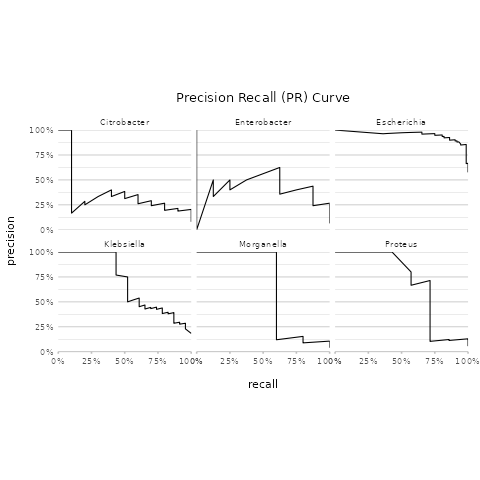 Precision Recall (PR) Curve
Citrobacter Enterobacter Escherichia
100%
75%
50%
25%
0%
precision
Klebsiella Morganella Proteus
100%
75%
50%
25%
0%
0% 25% 50% 75% 100% 0% 25% 50% 75% 100% 0% 25% 50% 75% 100%
recall